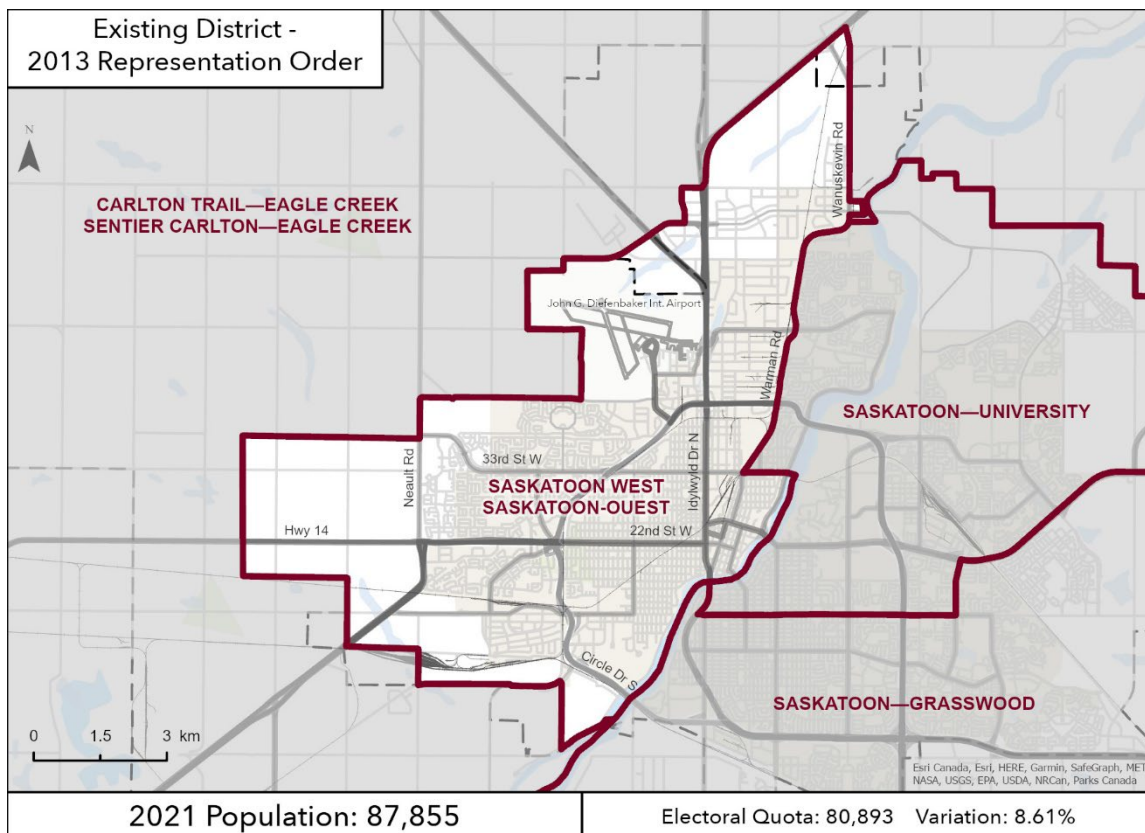 Existing District -
2013 Representation Order
N
Wanuskewin Rd
CARLTON TRAIL—EAGLE CREEK
SENTIER CARLTON—EAGLE CREEK
John G. Diefenbaker Int. Airport
Warman Rd
SASKATOON—UNIVERSITY
Idylwyld Dr N
Neault Rd
33rd St W
SASKATOON WEST
SASKATOON-OUEST
Hwy 14
22nd St W
Circle Dr S
SASKATOON—GRASSWOOD
0 1.5 3 km
Esri Canada, Esri, HERE, Garmin, SafeGraph, MET
NASA, USGS, EPA, USDA, NRCan, Parks Canada
2021 Population: 87,855
Electoral Quota: 80,893 Variation: 8.61%